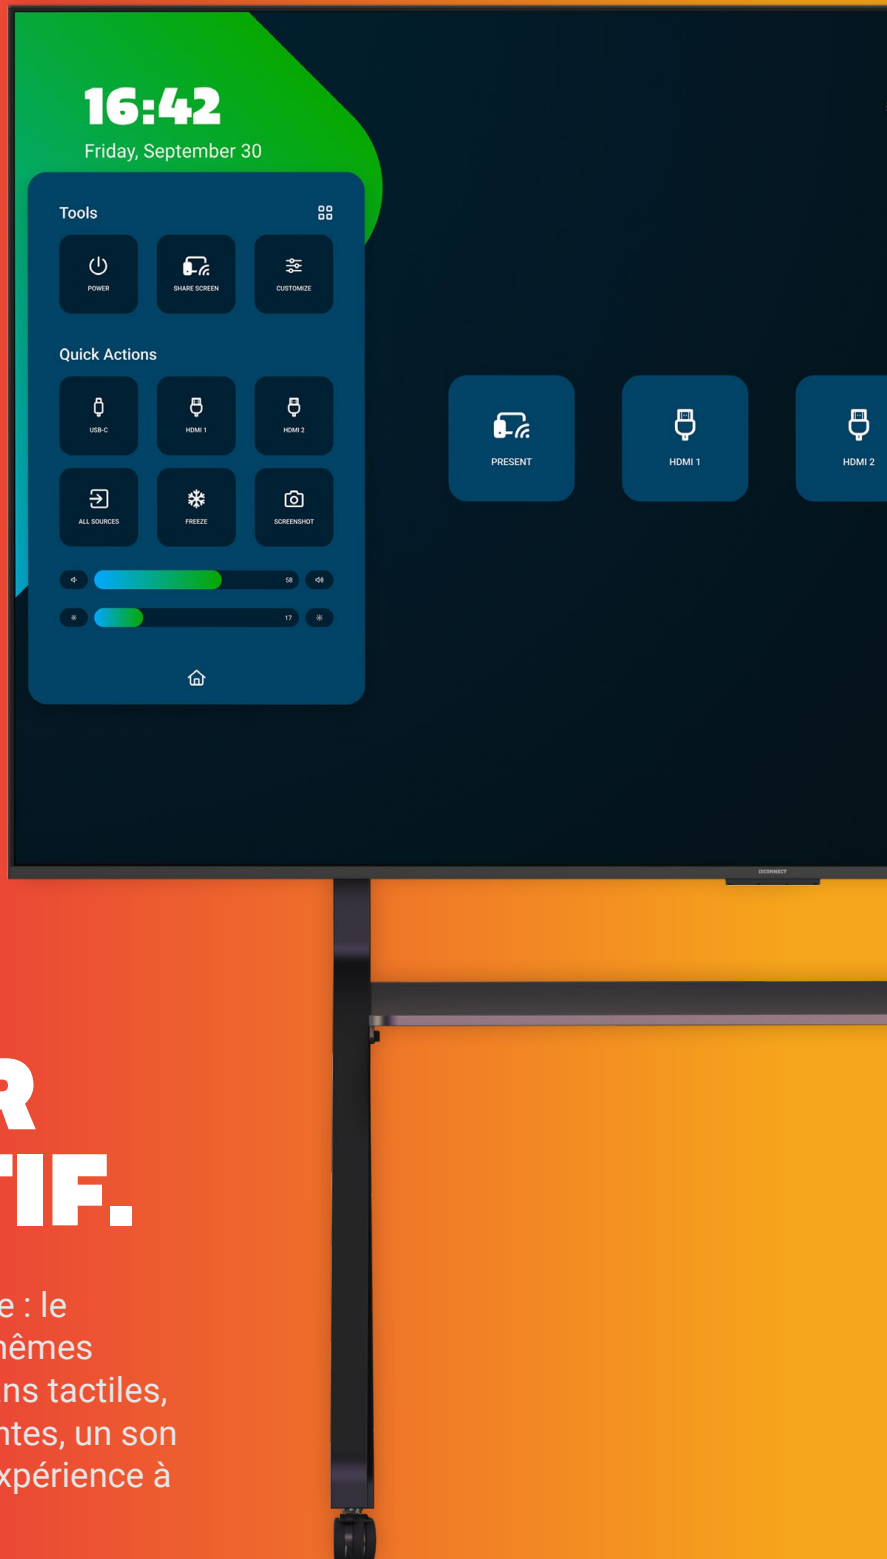 16:42
Friday, September 30
Tools
POWER
SHARE SCREEN
CUSTOMIZE
Quick Actions
USB-C
HDMI 1
HDMI 2
ALL SOURCES
FREEZE
SCREENSHOT
58
17
PRESENT
HDMI 1
HDMI 2
R
TIF.
e : le
nêmes
ns tactiles,
ntes, un son
xpérience à